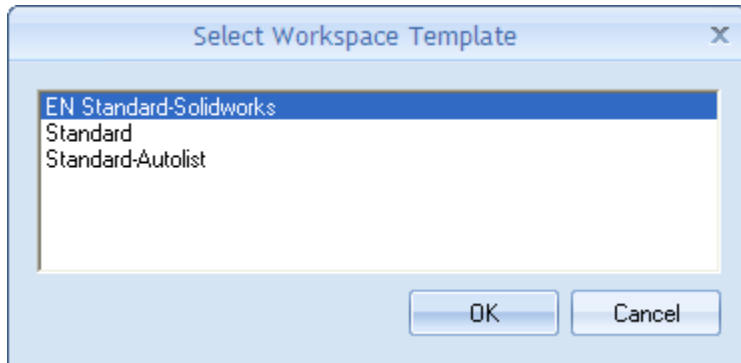 Select Workspace Template
EN Standard-Solidworks
Standard
Standard-Autolist
OK
Cancel